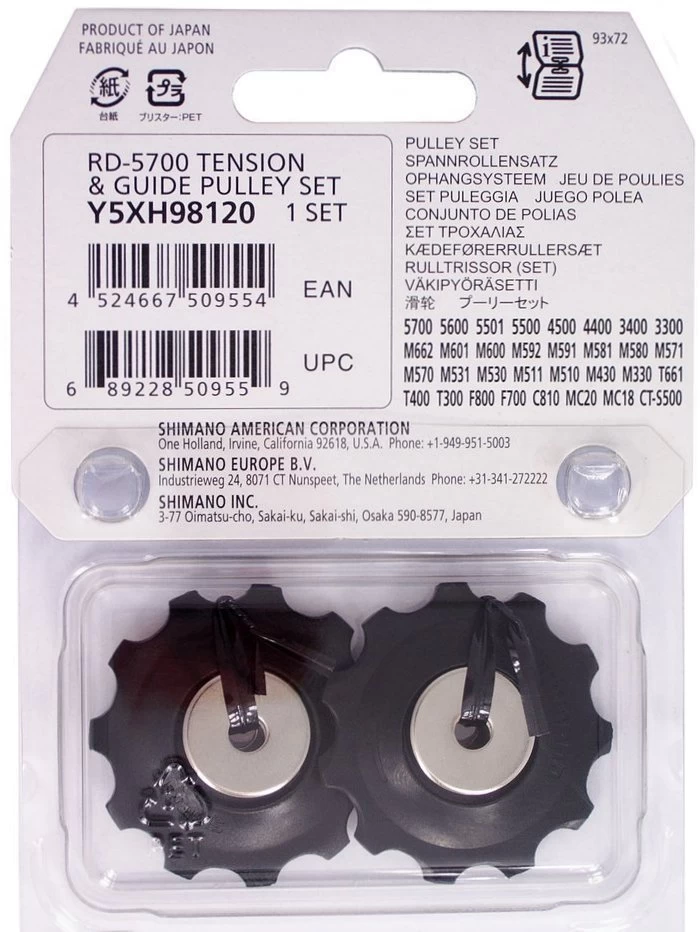 PRODUCT OF JAPAN
FABRIQUÉ AU JAPON
93x72
紙
プラ
台紙
ブリスター:PET
RD-5700 TENSION
& GUIDE PULLEY SET
Y5XH98120 1 SET
4 524667 509554
EAN
6 89228 50955 9
UPC
PULLEY SET
SPANNROLLENSATZ
OPHANGSYSTEEM JEU DE POULIES
SET PULEGGIA JUEGO POLEA
CONJUNTO DE POLIAS
ΣΕΤ ΤΡΟΧΑΛΙΑΣ
KÆDEFØRERRULLERSÆT
RULLTRISSOR (SET)
VÄKIPYÖRÄSETTI
滑轮 プーリーセット
5700 5600 5501 5500 4500 4400 3400 3300
M662 M601 M600 M592 M591 M581 M580 M571
M570 M531 M530 M511 M510 M430 M330 T661
T400 T300 F800 F700 C810 MC20 MC18 CT-S500
SHIMANO AMERICAN CORPORATION
One Holland, Irvine, California 92618, U.S.A. Phone: +1-949-951-5003
SHIMANO EUROPE B.V.
Industrieweg 24, 8071 CT Nunspeet, The Netherlands Phone: +31-341-272222
SHIMANO INC.
3-77 Oimatsu-cho, Sakai-ku, Sakai-shi, Osaka 590-8577, Japan
PET